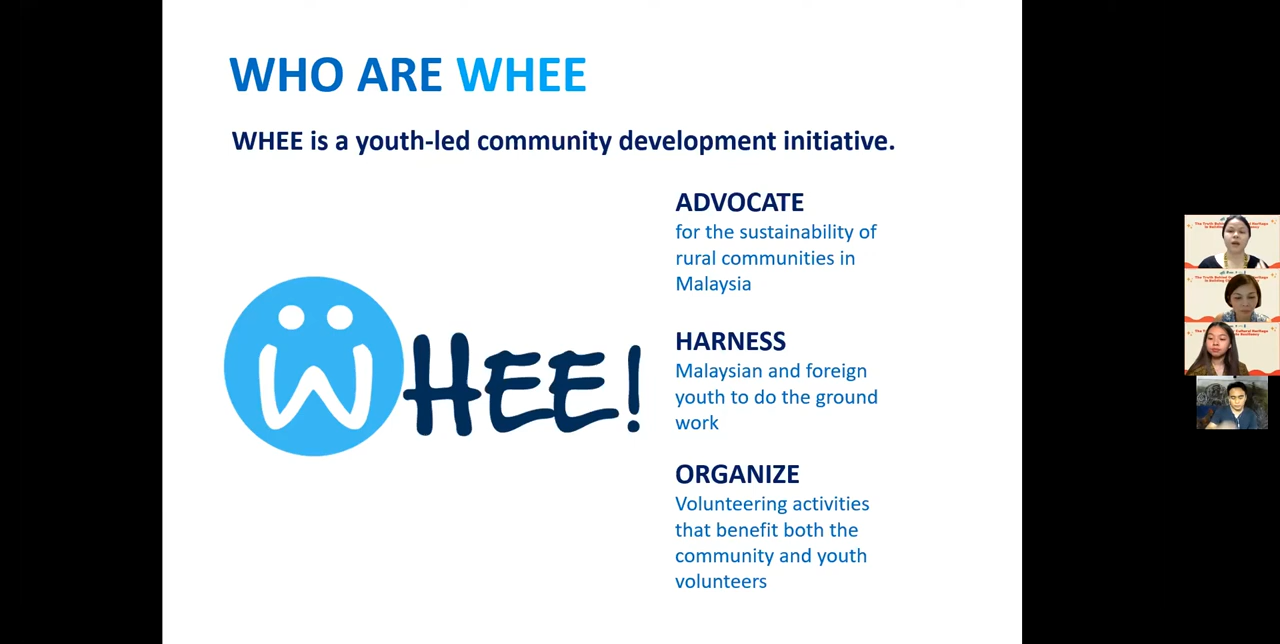 WHO ARE WHEE
WHEE is a youth-led community development initiative.
ADVOCATE
for the sustainability of
rural communities in
Malaysia
WHEE!
HARNESS
Malaysian and foreign
youth to do the ground
work
ORGANIZE
Volunteering activities
that benefit both the
community and youth
volunteers